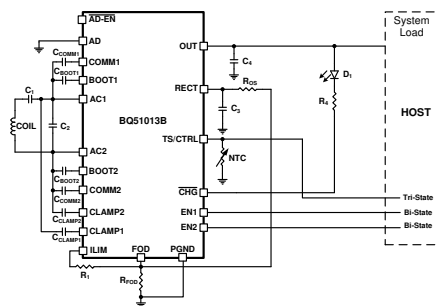 AD-EN
System
Load
AD
OUT
CCOMM1
COMM1
C4
CBOOT1
BOOT1
D1
RECT
ROS
C1
AC1
R4
HOST
C3
COIL
C2
BQ51013B
TS/CTRL
AC2
NTC
BOOT2
CBOOT2
CHG
Tri-State
COMM2
CCOMM2
EN1
Bi-State
CLAMP2
CCLAMP2
EN2
Bi-State
CLAMP1
CCLAMP1
ILIM
FOD
PGND
R1
RFOD